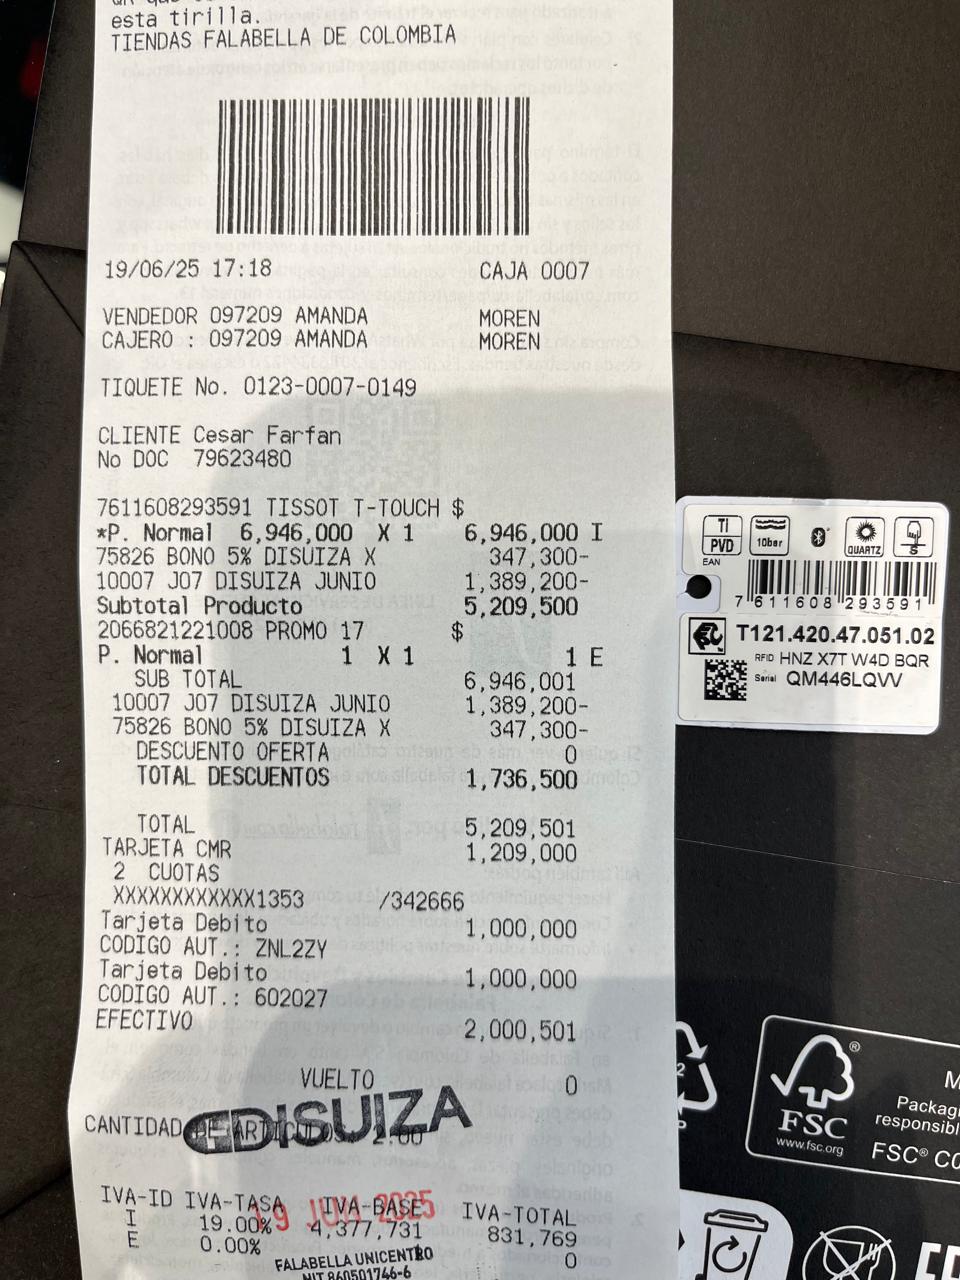 esta tirilla.
TIENDAS FALABELLA DE COLOMBIA
19/06/25 17:18 CAJA 0007
VENDEDOR 097209 AMANDA MOREN
CAJERO : 097209 AMANDA MOREN
TIQUETE No. 0123-0007-0149
CLIENTE Cesar Farfan
No DOC 79623480
7611608293591 TISSOT T-TOUCH $
*P. Normal 6,946,000 X 1 6,946,000 I
75826 BONO 5% DISUIZA X 347,300-
10007 JO7 DISUIZA JUNIO 1,389,200-
Subtotal Producto 5,209,500
2066821221008 PROMO 17 $
P. Normal 1 X 1 1 E
SUB TOTAL 6,946,001
10007 JO7 DISUIZA JUNIO 1,389,200-
75826 BONO 5% DISUIZA X 347,300-
DESCUENTO OFERTA 0
TOTAL DESCUENTOS 1,736,500
TOTAL 5,209,501
TARJETA CMR 1,209,000
2 CUOTAS
XXXXXXXXXXXX1353 /342666
Tarjeta Debito 1,000,000
CODIGO AUT.: ZNL2ZY
Tarjeta Debito 1,000,000
CODIGO AUT.: 602027
EFECTIVO 2,000,501
VUELTO 0
CANTIDAD DE ARTICULOS 2.00
DISUIZA
IVA-ID IVA-TASA IVA-BASE IVA-TOTAL
19 JUN 2025
I 19.00% 4,377,731 831,769
E 0.00% 0
FALABELLA UNICENTRO
NIT 860501746-6
TI
PVD
10bar
QUARTZ
S
EAN
7 611608 293591
T121.420.47.051.02
RFID HNZ X7T W4D BQR
Serial QM446LQVV
FSC
®
www.fsc.org
Packag
responsibl
FSC® C0